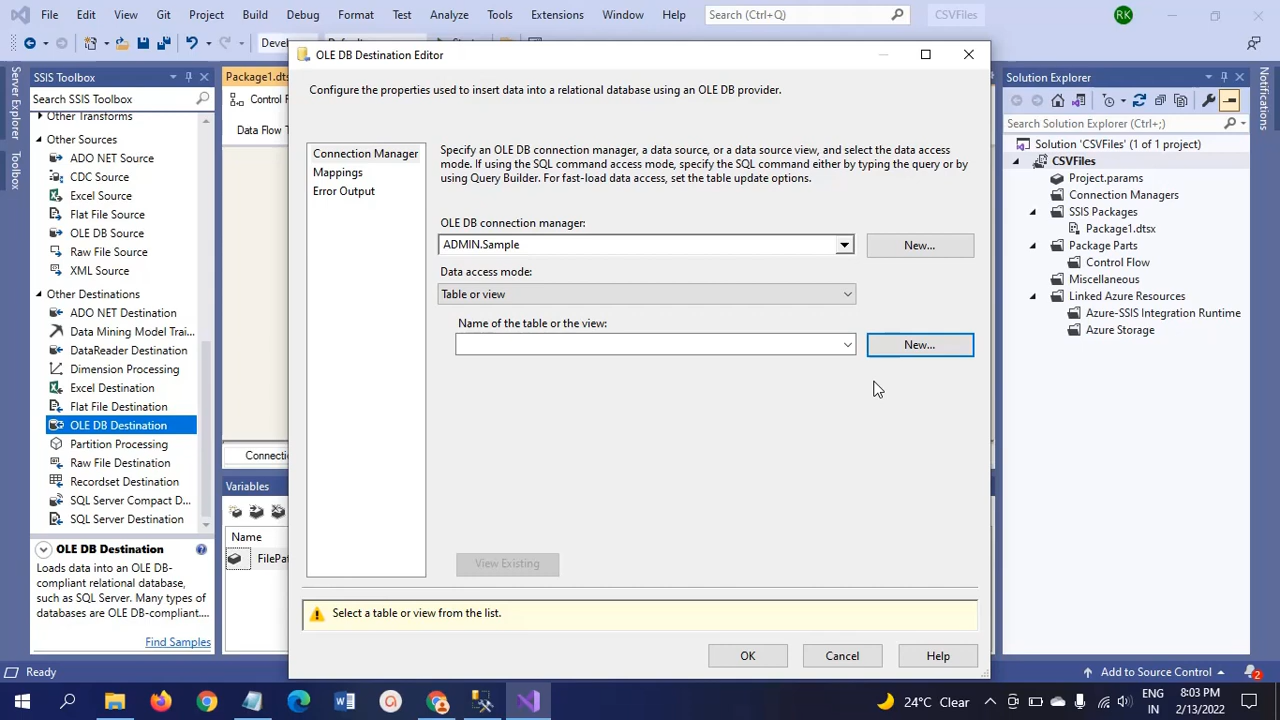 File Edit View Git Project Build Debug Format Test Analyze Tools Extensions Window Help Search (Ctrl+Q) CSVFiles RK
OLE DB Destination Editor
SSIS Toolbox
Search SSIS Toolbox
Other Transforms
Other Sources
ADO NET Source
CDC Source
Excel Source
Flat File Source
OLE DB Source
Raw File Source
XML Source
Other Destinations
ADO NET Destination
Data Mining Model Trai...
DataReader Destination
Dimension Processing
Excel Destination
Flat File Destination
OLE DB Destination
Partition Processing
Raw File Destination
Recordset Destination
SQL Server Compact D...
SQL Server Destination
OLE DB Destination
Loads data into an OLE DB-
compliant relational database,
such as SQL Server. Many types
of databases are OLE DB-compliant....
Find Samples
Server Explorer
Toolbox
Package1.dts
Control F
Data Flow T
Connecti
Variables
Name
FilePat
Configure the properties used to insert data into a relational database using an OLE DB provider.
Connection Manager
Mappings
Error Output
Specify an OLE DB connection manager, a data source, or a data source view, and select the data access
mode. If using the SQL command access mode, specify the SQL command either by typing the query or by
using Query Builder. For fast-load data access, set the table update options.
OLE DB connection manager:
ADMIN.Sample New...
Data access mode:
Table or view
Name of the table or the view:
New...
View Existing
Select a table or view from the list.
OK Cancel Help
Solution Explorer
Search Solution Explorer (Ctrl+;)
Solution 'CSVFiles' (1 of 1 project)
CSVFiles
Project.params
Connection Managers
SSIS Packages
Package1.dtsx
Package Parts
Control Flow
Miscellaneous
Linked Azure Resources
Azure-SSIS Integration Runtime
Azure Storage
Notifications
Ready
Add to Source Control
2
24°C Clear
ENG
IN
8:03 PM
2/13/2022